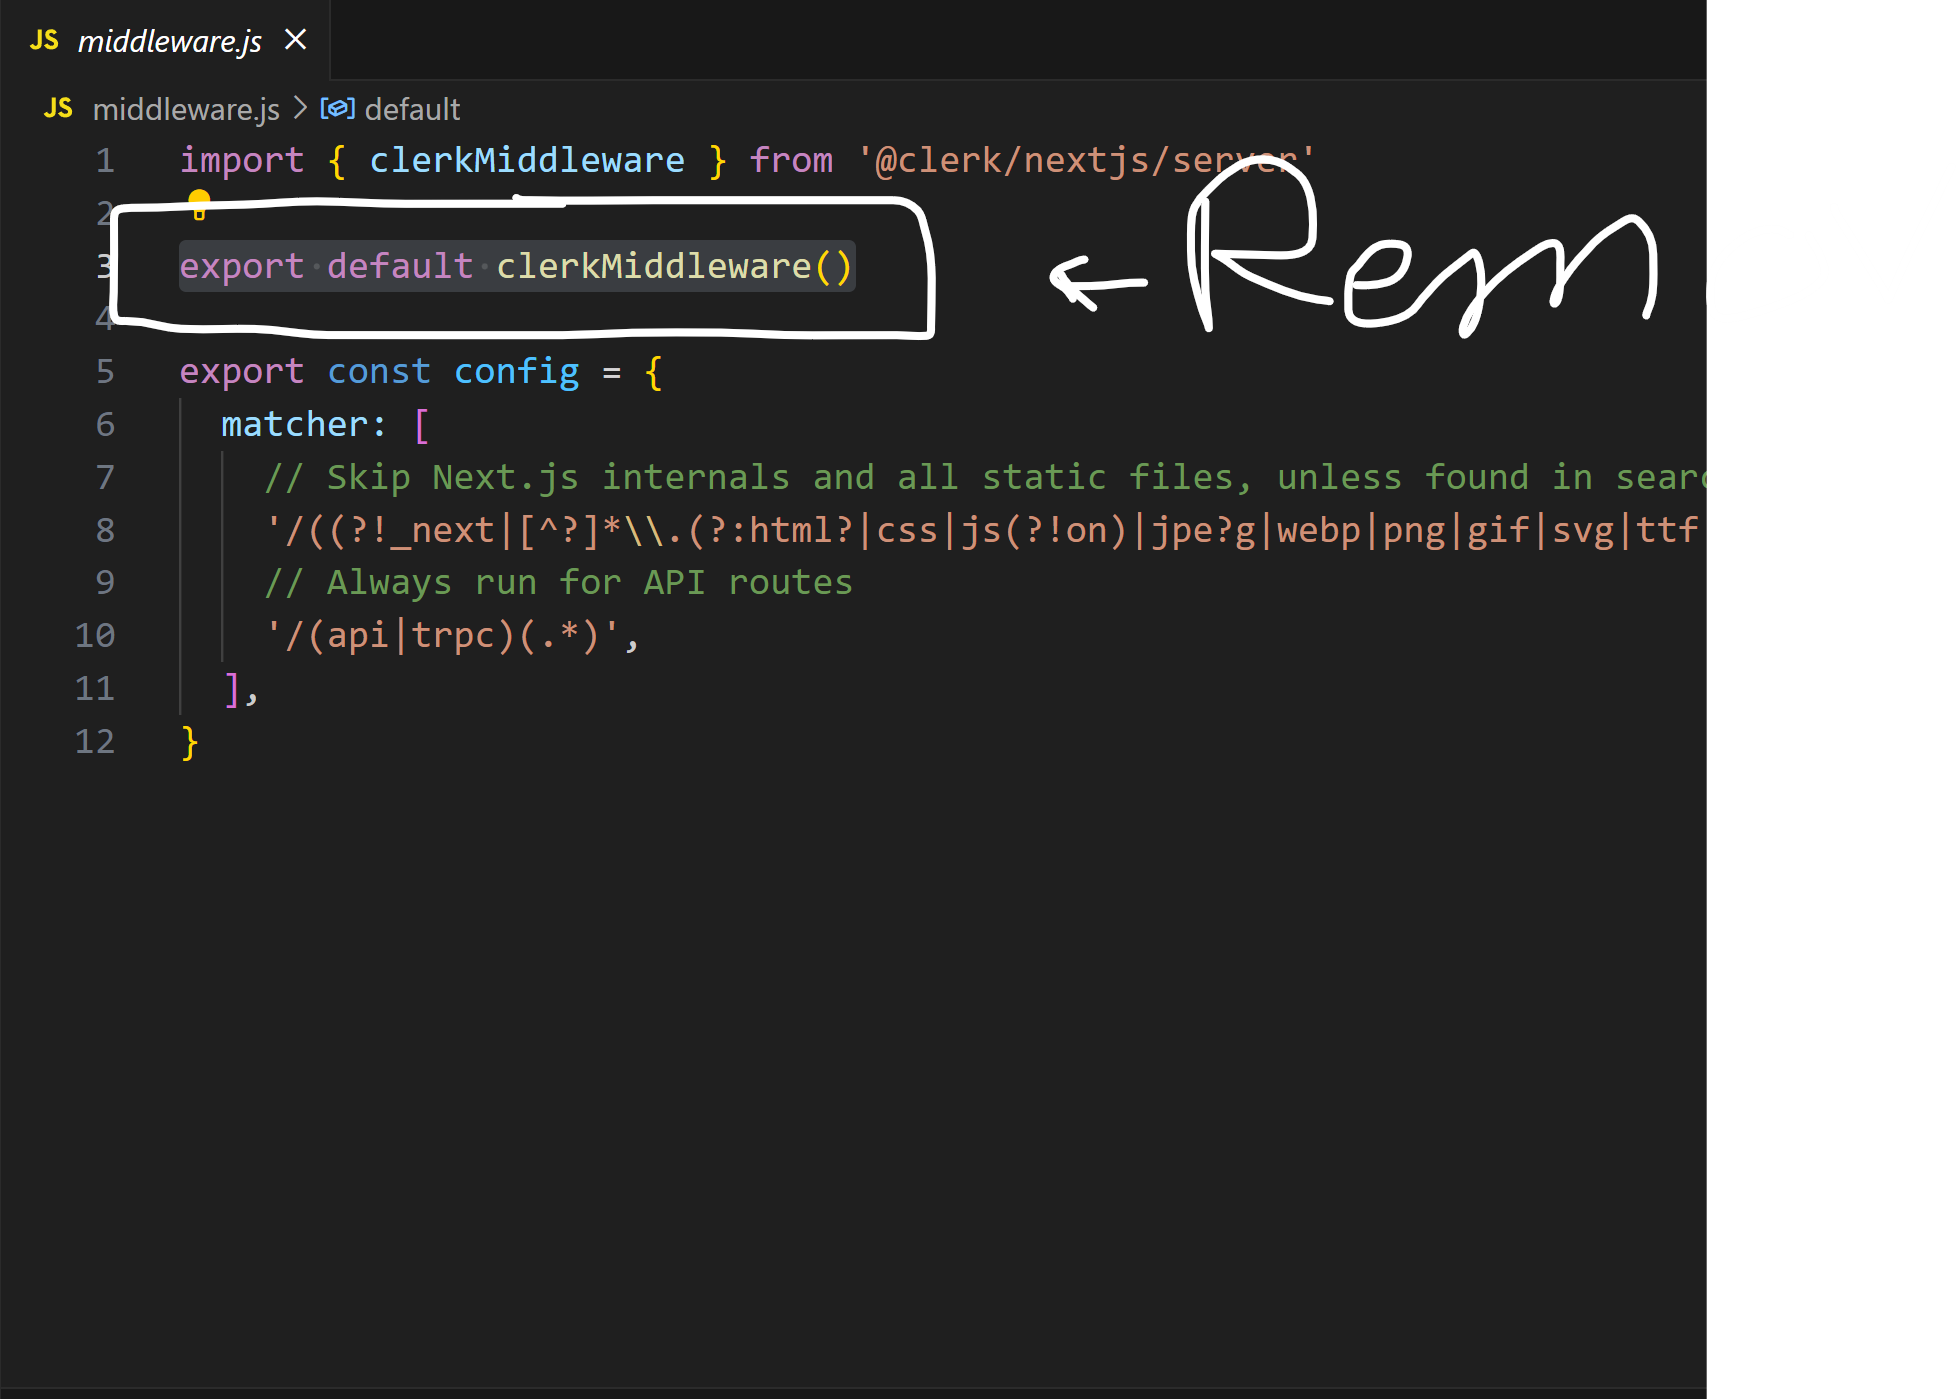 JS middleware.js ×
JS middleware.js > default
1 import { clerkMiddleware } from '@clerk/nextjs/server'
2
3 export default clerkMiddleware()
← Rem
4
5 export const config = {
6 matcher: [
7 // Skip Next.js internals and all static files, unless found in searc
8 '/((?!_next|[^?]*\\.(?:html?|css|js(?!on)|jpe?g|webp|png|gif|svg|ttf
9 // Always run for API routes
10 '/(api|trpc)(.*)',
11 ],
12 }